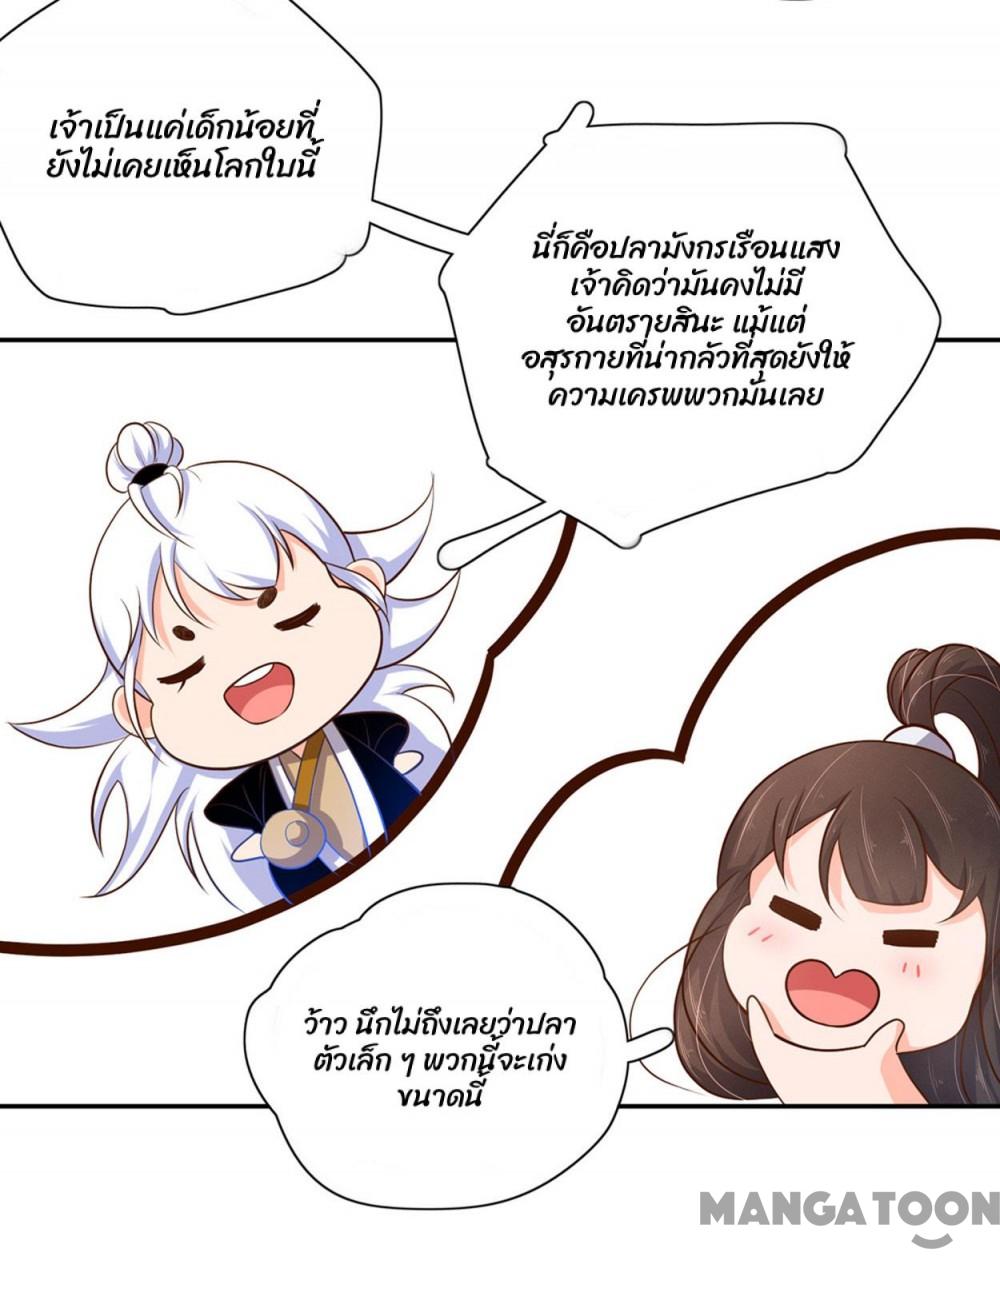 เจ้าเป็นแค่เด็กน้อยที่
ยังไม่เคยเห็นโลกใบนี้
นี่ก็คือปลามังกรเรือนแสง
เจ้าคิดว่ามันคงไม่มี
อันตรายสินะ แม้แต่
อสุรกายที่น่ากลัวที่สุดยังให้
ความเคารพพวกมันเลย
ว้าว นึกไม่ถึงเลยว่าปลา
ตัวเล็ก ๆ พวกนี้จะเก่ง
ขนาดนี้
MANGATOON